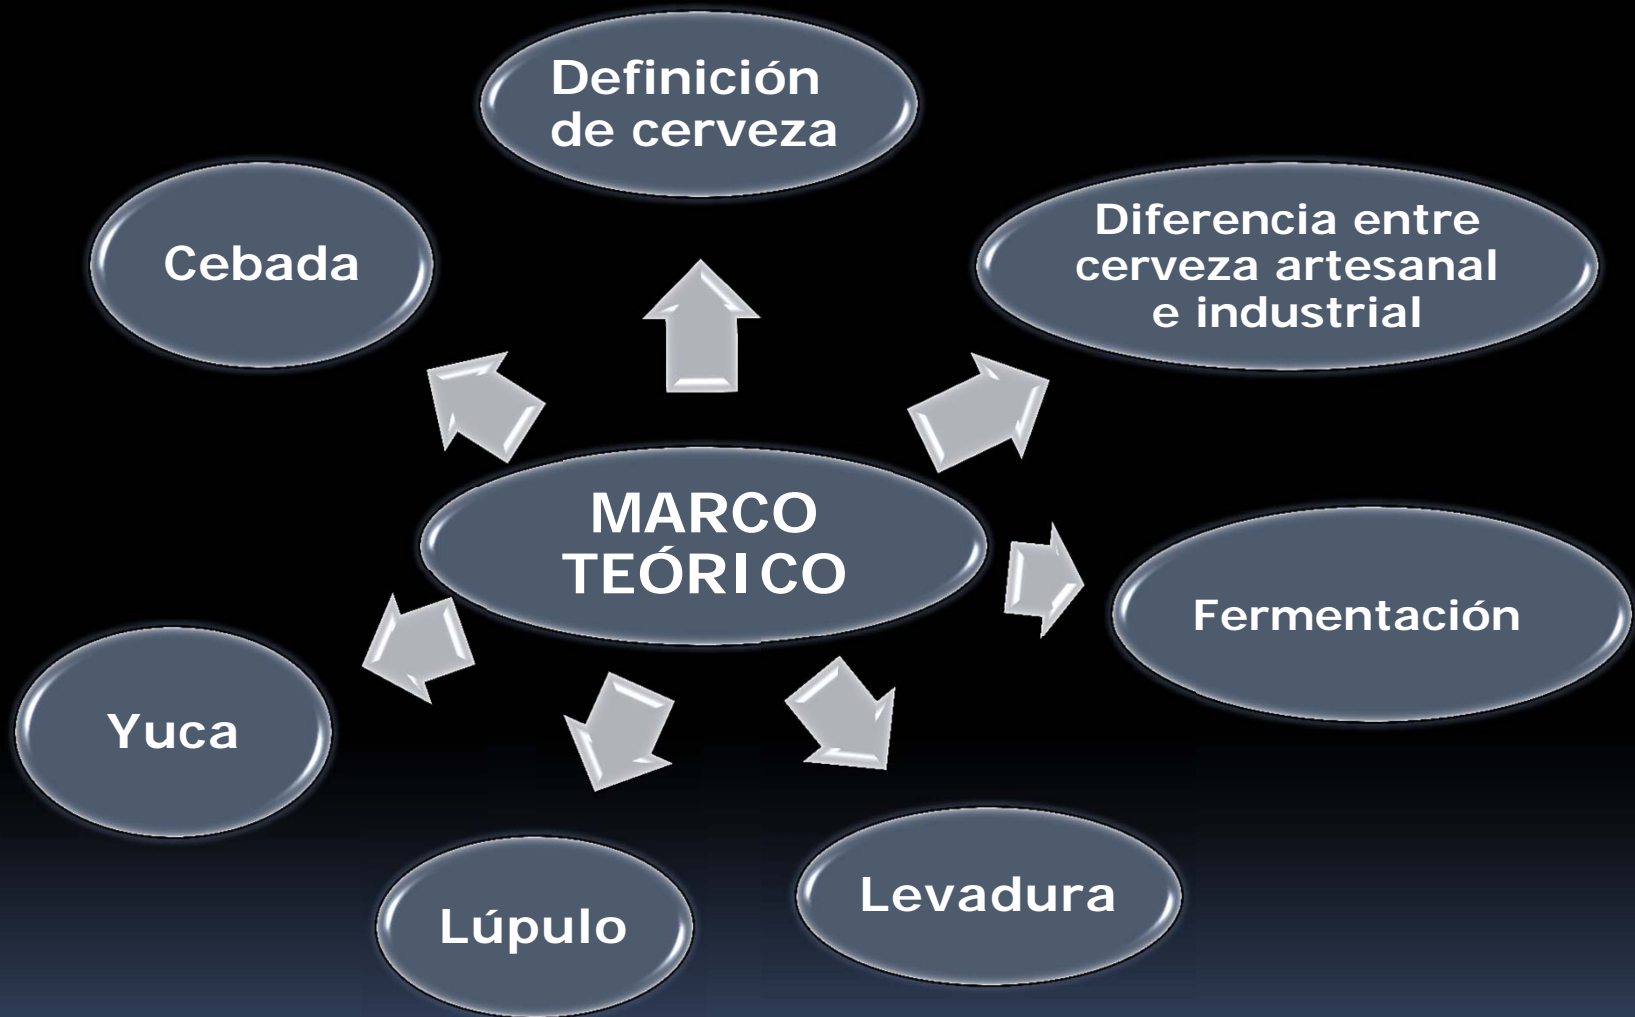 Definición
de cerveza
Cebada
Diferencia entre
cerveza artesanal
e industrial
MARCO
TEÓRICO
Fermentación
Yuca
Levadura
Lúpulo